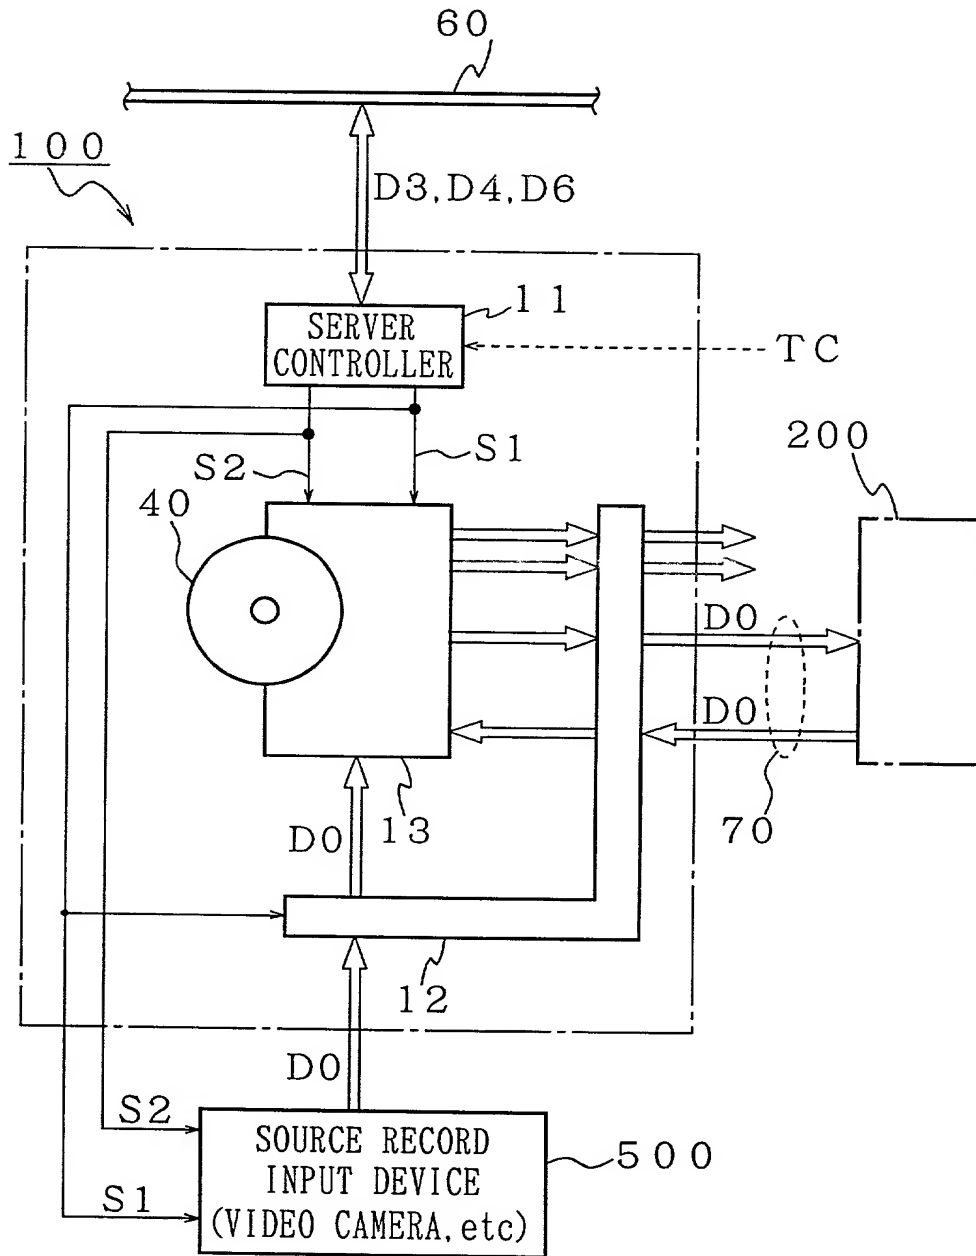 60
100
D3, D4, D6
11
SERVER
CONTROLLER
TC
200
S2
S1
40
D0
D0
70
13
D0
12
D0
S2
SOURCE RECORD
INPUT DEVICE
(VIDEO CAMERA, etc)
500
S1